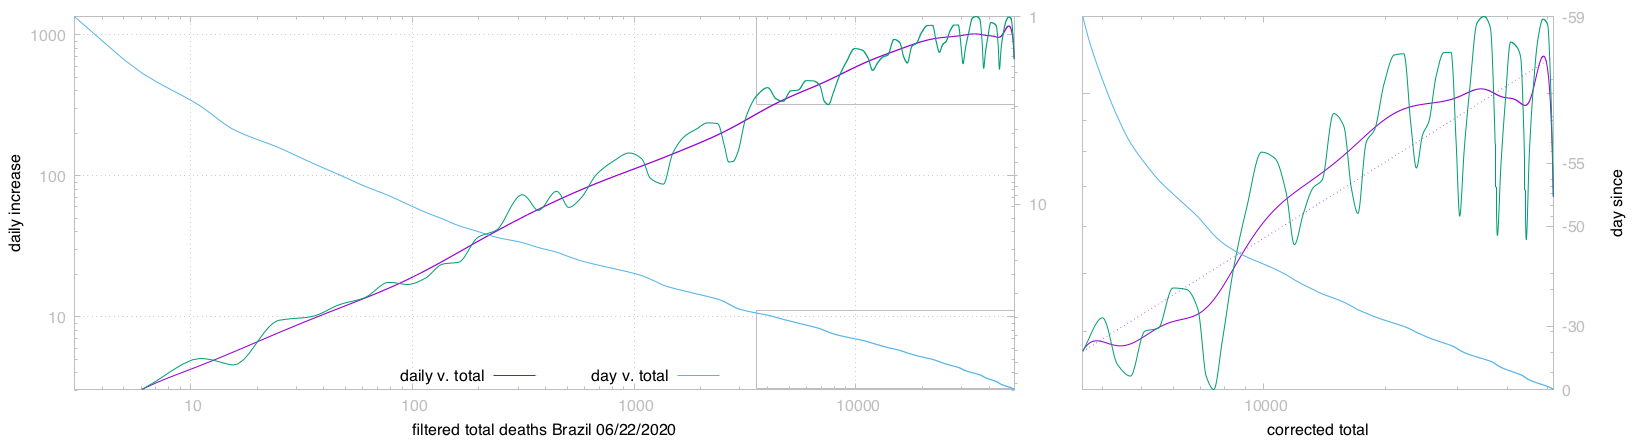 1000
100
10
daily increase
daily v. total
day v. total
10
100
1000
10000
filtered total deaths Brazil 06/22/2020
1
10
-59
-55
-50
-30
0
day since
10000
corrected total